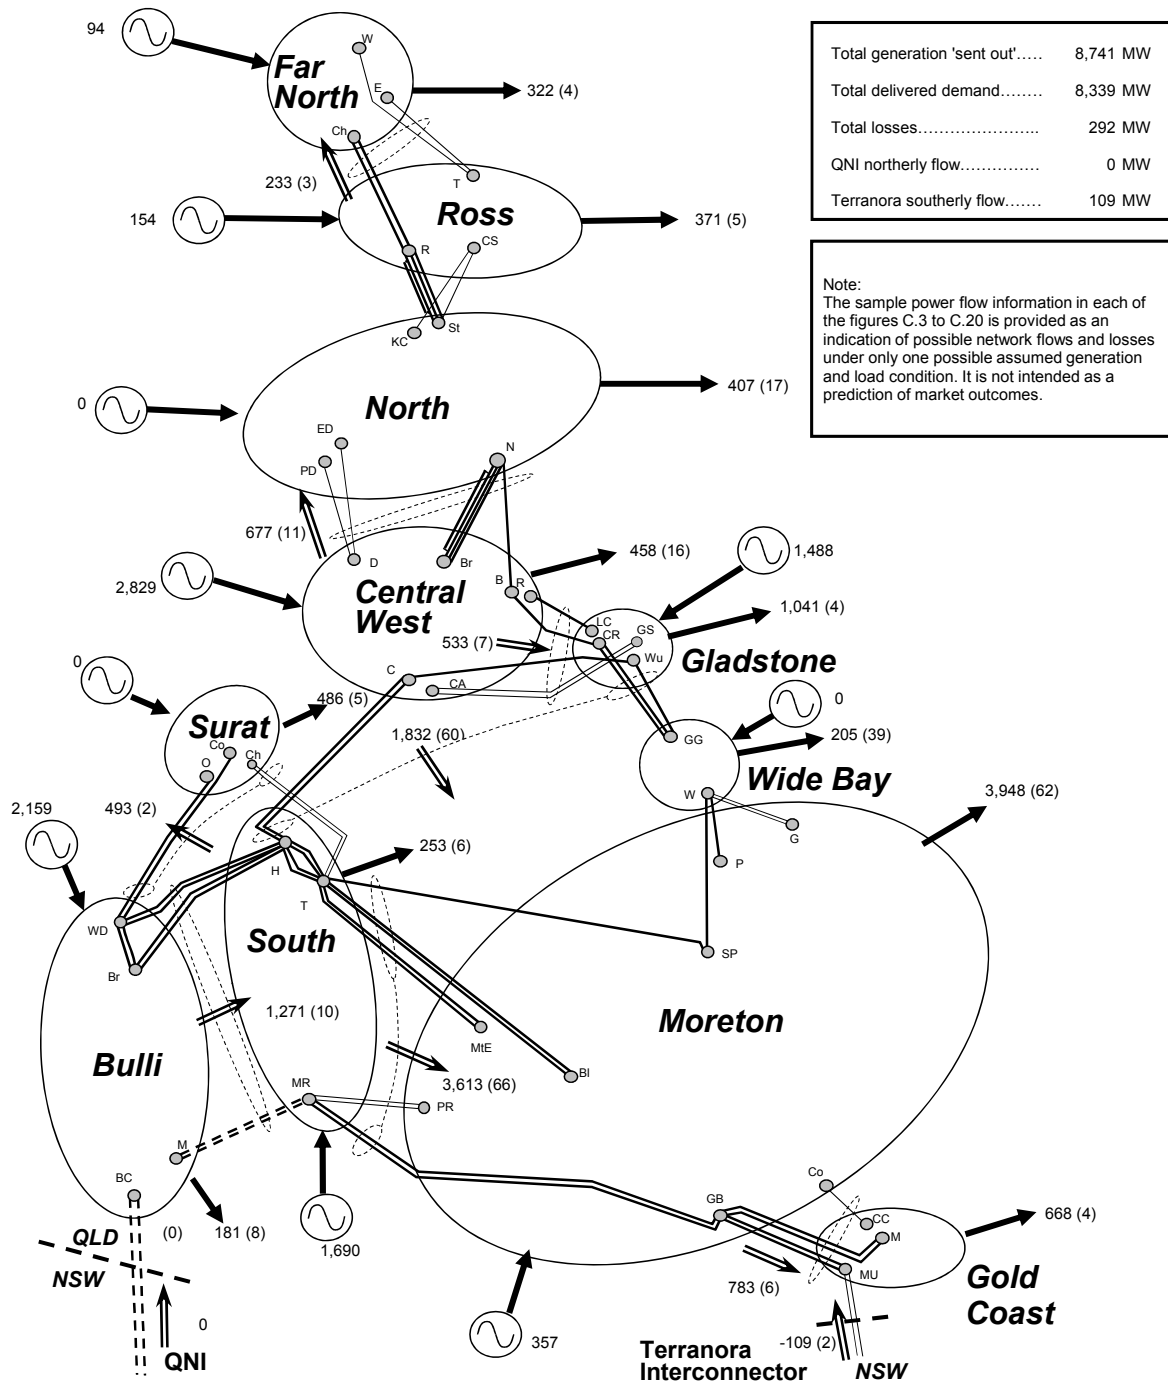 94
W
Far
North
E
322 (4)
Ch
233 (3)
T
154
Ross
371 (5)
R
CS
KC
St
Total generation 'sent out'..... 8,741 MW
Total delivered demand........ 8,339 MW
Total losses..................... 292 MW
QNI northerly flow.............. 0 MW
Terranora southerly flow....... 109 MW
Note:
The sample power flow information in each of
the figures C.3 to C.20 is provided as an
indication of possible network flows and losses
under only one possible assumed generation
and load condition. It is not intended as a
prediction of market outcomes.
0
North
407 (17)
ED
PD
N
677 (11)
D
Br
458 (16)
1,488
2,829
Central
West
B
R
1,041 (4)
LC
CR
GS
533 (7)
Wu
Gladstone
C
CA
0
Surat
486 (5)
1,832 (60)
0
GG
205 (39)
Wide Bay
Co
Ch
O
W
G
P
3,948 (62)
2,159
493 (2)
253 (6)
H
T
WD
South
SP
Br
Moreton
1,271 (10)
MtE
Bulli
BI
3,613 (66)
MR
PR
M
BC
QLD
(0)
181 (8)
1,690
NSW
0
QNI
357
Co
GB
CC
M
668 (4)
MU
783 (6)
Gold
Coast
-109 (2)
Terranora
Interconnector
NSW